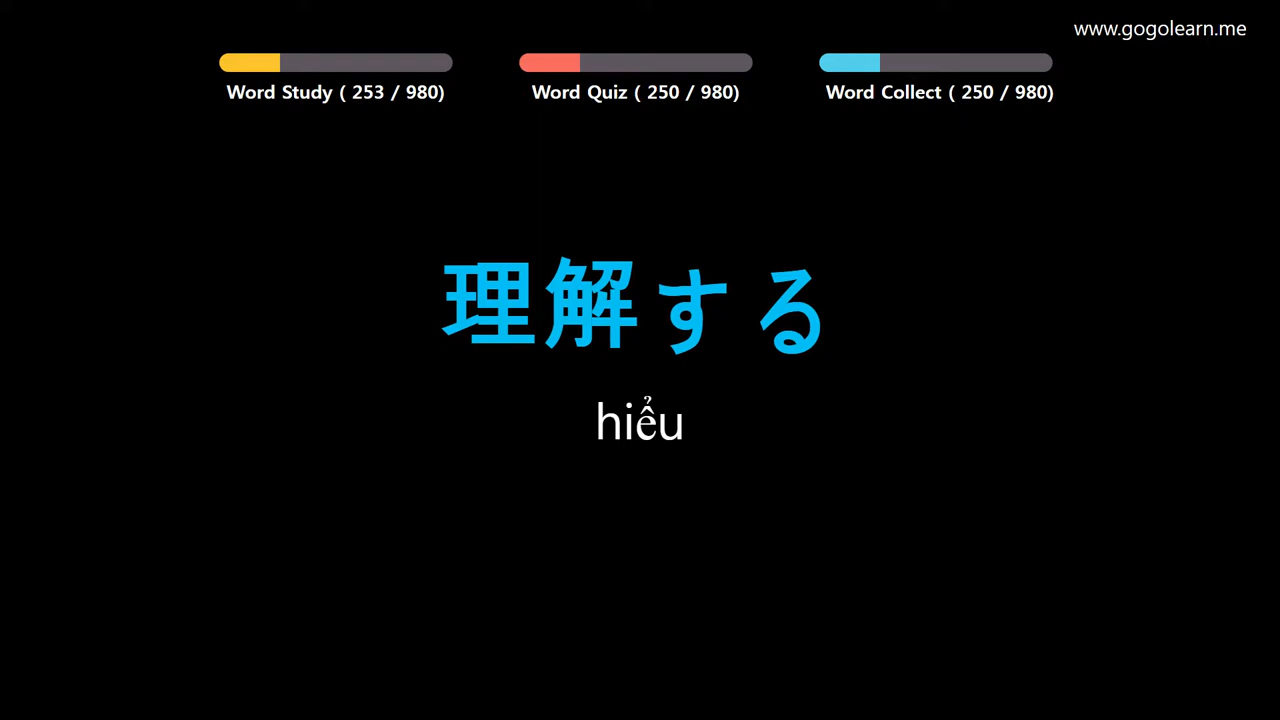 www.gogolearn.me
Word Study ( 253 / 980)
Word Quiz ( 250 / 980)
Word Collect ( 250 / 980)
理解する
hiểu